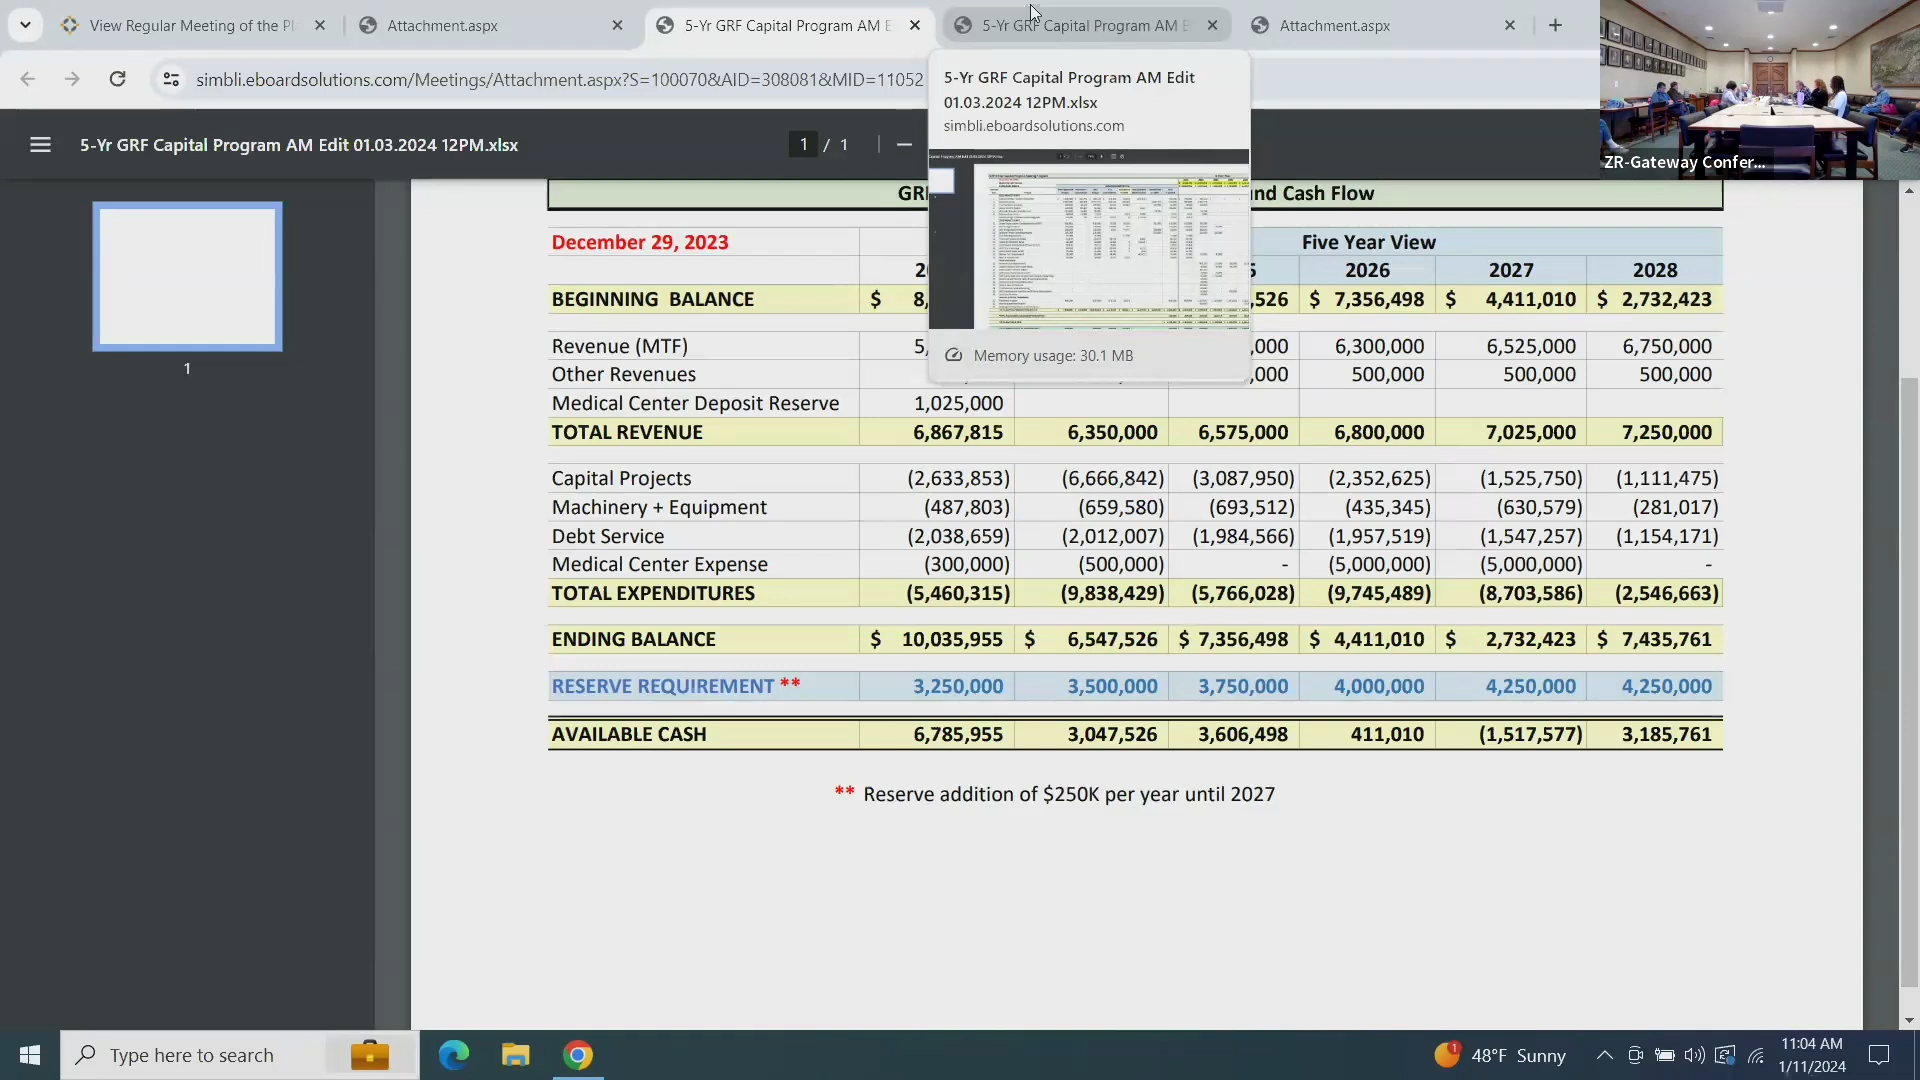 View Regular Meeting of the Pl
Attachment.aspx
5-Yr GRF Capital Program AM E
5-Yr GRF Capital Program AM E
Attachment.aspx
simbli.eboardsolutions.com/Meetings/Attachment.aspx?S=100070&AID=308081&MID=11052
5-Yr GRF Capital Program AM Edit
01.03.2024 12PM.xlsx
simbli.eboardsolutions.com
Memory usage: 30.1 MB
ZR-Gateway Confer...
5-Yr GRF Capital Program AM Edit 01.03.2024 12PM.xlsx
1 / 1
1
GRF nd Cash Flow
December 29, 2023 Five Year View
2026 2027 2028
BEGINNING BALANCE $ 8, 526 $ 7,356,498 $ 4,411,010 $ 2,732,423
Revenue (MTF) 5, 000 6,300,000 6,525,000 6,750,000
Other Revenues 000 500,000 500,000 500,000
Medical Center Deposit Reserve 1,025,000
TOTAL REVENUE 6,867,815 6,350,000 6,575,000 6,800,000 7,025,000 7,250,000
Capital Projects (2,633,853) (6,666,842) (3,087,950) (2,352,625) (1,525,750) (1,111,475)
Machinery + Equipment (487,803) (659,580) (693,512) (435,345) (630,579) (281,017)
Debt Service (2,038,659) (2,012,007) (1,984,566) (1,957,519) (1,547,257) (1,154,171)
Medical Center Expense (300,000) (500,000) - (5,000,000) (5,000,000) -
TOTAL EXPENDITURES (5,460,315) (9,838,429) (5,766,028) (9,745,489) (8,703,586) (2,546,663)
ENDING BALANCE $ 10,035,955 $ 6,547,526 $ 7,356,498 $ 4,411,010 $ 2,732,423 $ 7,435,761
RESERVE REQUIREMENT ** 3,250,000 3,500,000 3,750,000 4,000,000 4,250,000 4,250,000
AVAILABLE CASH 6,785,955 3,047,526 3,606,498 411,010 (1,517,577) 3,185,761
** Reserve addition of $250K per year until 2027
Type here to search
1
48°F Sunny
11:04 AM
1/11/2024